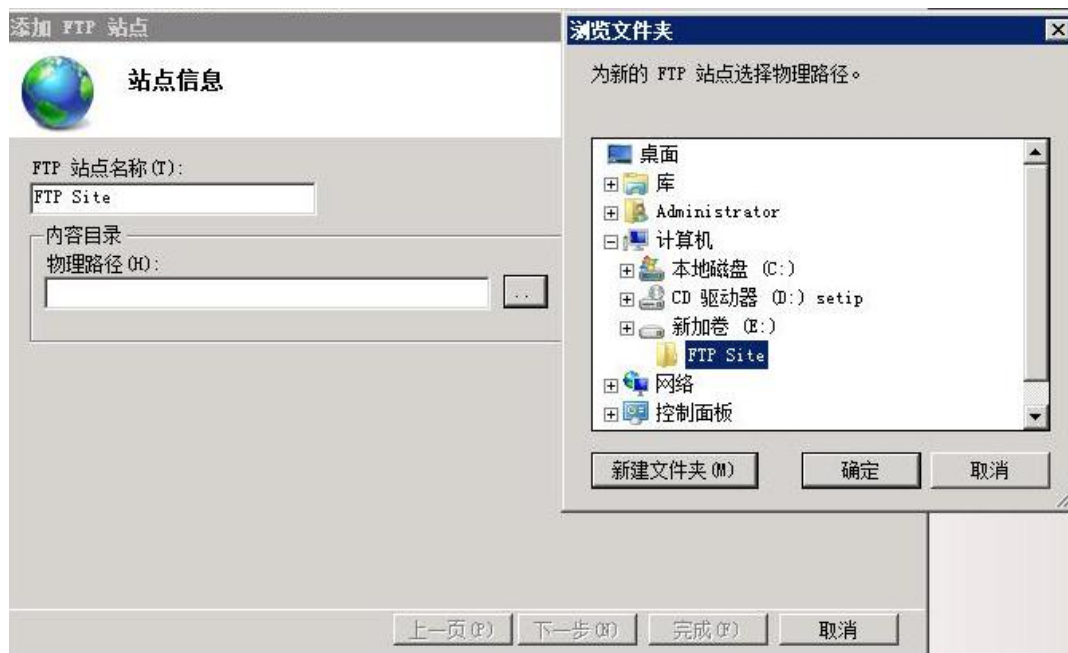 添加 FTP 站点
站点信息
FTP 站点名称(T):
FTP Site
内容目录
物理路径(H):
..
上一页(P)
下一步(N)
完成(F)
取消
浏览文件夹
为新的 FTP 站点选择物理路径。
桌面
库
Administrator
计算机
本地磁盘 (C:)
CD 驱动器 (D:) setip
新加卷 (E:)
FTP Site
网络
控制面板
新建文件夹(M)
确定
取消